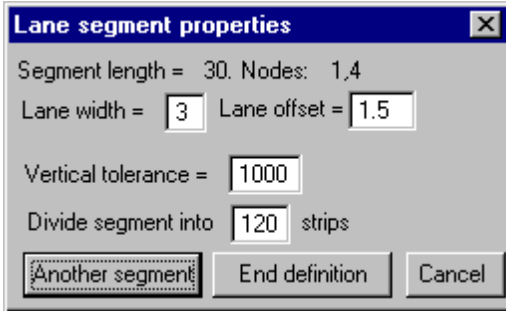 Lane segment properties
Segment length = 30. Nodes: 1,4
Lane width = 3 Lane offset = 1.5
Vertical tolerance = 1000
Divide segment into 120 strips
Another segment End definition Cancel